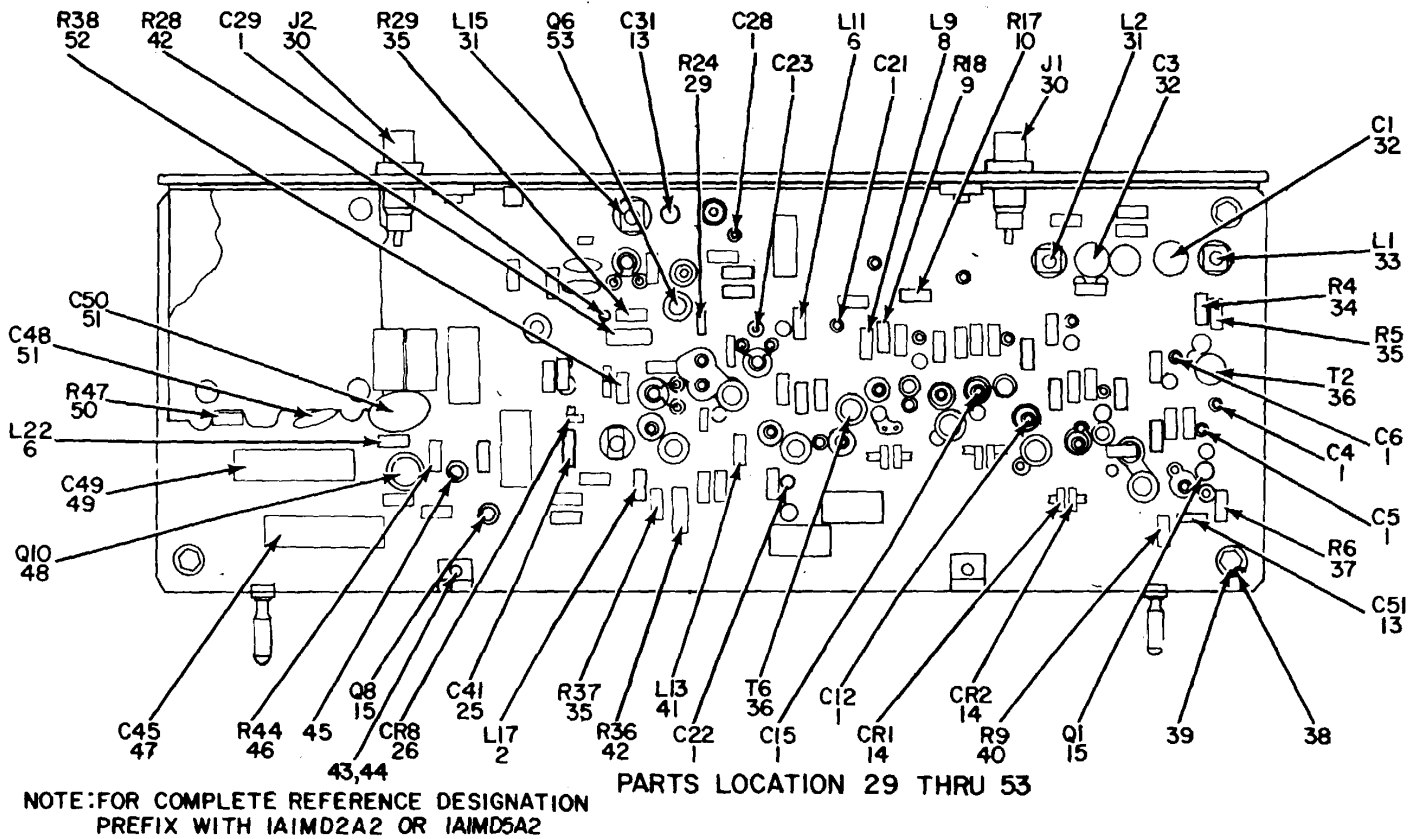 R38 R28 C29 J2 R29 L15 Q6 C31 C28 L11 L9 R17 L2
52 42 1 30 35 31 53 13 1 6 8 10 31
R24 C23 C21 R18 J1 C3
29 1 1 9 30 32
C1
32
L1
33
C50
51
R4
34
C48
51
R5
35
R47
50
T2
36
L22
6
C6
1
C4
1
C49
49
C5
1
Q10
48
R6
37
C51
13
Q8 C41 R37 L13 T6 C12 CR2
15 25 35 41 36 1 14
C45 R44 45 CR8 L17 R36 C22 C15 CR1 R9 Q1 39 38
47 46 26 2 42 1 1 14 40 15
43,44
PARTS LOCATION 29 THRU 53
NOTE:FOR COMPLETE REFERENCE DESIGNATION
PREFIX WITH IAIMD2A2 OR IAIMD5A2